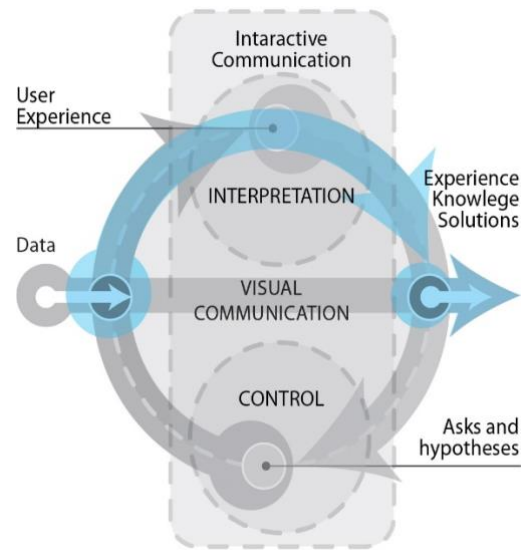 Intaractive
Communication
User
Experience
INTERPRETATION
Experience
Knowlege
Solutions
Data
VISUAL
COMMUNICATION
CONTROL
Asks and
hypotheses